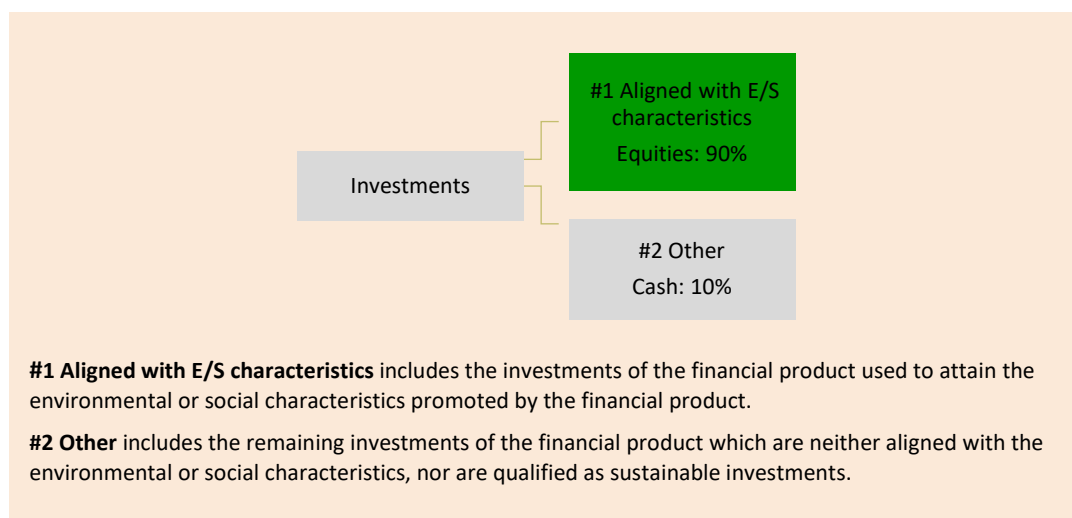 #1 Aligned with E/S
characteristics
Equities: 90%
Investments
#2 Other
Cash: 10%
#1 Aligned with E/S characteristics includes the investments of the financial product used to attain the
environmental or social characteristics promoted by the financial product.
#2 Other includes the remaining investments of the financial product which are neither aligned with the
environmental or social characteristics, nor are qualified as sustainable investments.